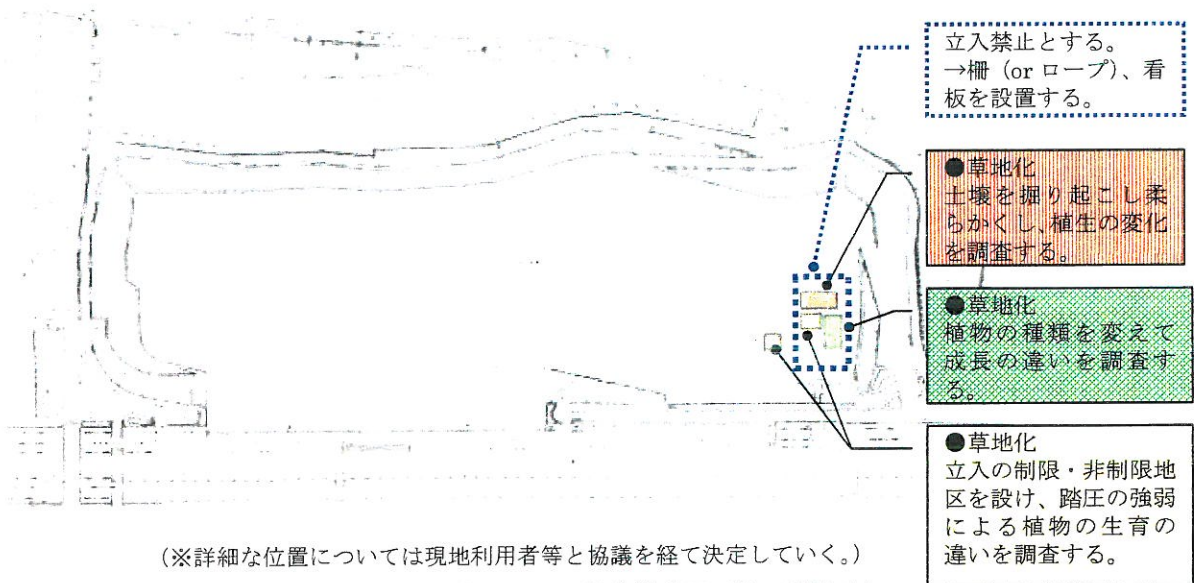 立入禁止とする。
→柵（or ロープ）、看
板を設置する。
●草地化
土壌を掘り起こし柔
らかくし、植生の変化
を調査する。
●草地化
植物の種類を変えて
成長の違いを調査す
る。
●草地化
立入の制限・非制限地
区を設け、踏圧の強弱
による植物の生育の
違いを調査する。
（※詳細な位置については現地利用者等と協議を経て決定していく。）